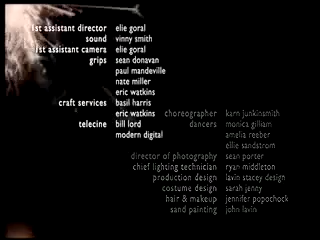 1st assistant director elie goral
sound vinny smith
1st assistant camera elie goral
grips sean donavan
paul mandeville
nate miller
eric watkins
craft services basil harris
eric watkins
telecine bill lord
modern digital
choreographer karn junkinsmith
dancers monica gilliam
amelia reeber
ellie sandstrom
director of photography sean porter
chief lighting technician ryan middleton
production design lavin stacey design
costume design sarah jenny
hair & makeup jennifer popochock
sand painting john lavin